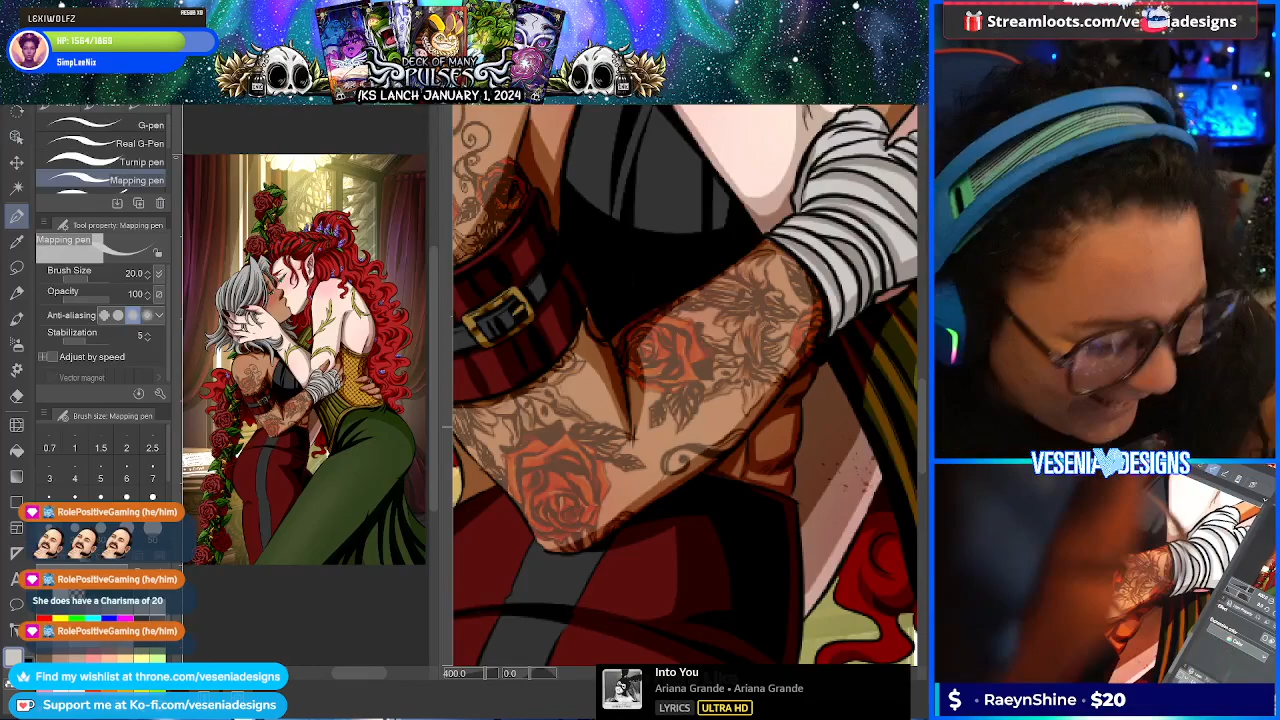 LEXIWOLFZ
HP: 1564/1869
SimpLeeNix
DECK OF MANY
PULSES
!KS LANCH JANUARY 1, 2024
Streamloots.com/veseniadesigns
G-pen
Real G-Pen
Turnip pen
Mapping pen
Tool property: Mapping pen
Mapping pen
Brush Size 20.0
Opacity 100
Anti-aliasing
Stabilization 5
Adjust by speed
Vector magnet
Brush size: Mapping pen
0.7 1 1.5 2 2.5
3 4 5 6 7
RolePositiveGaming (he/him)
50
RolePositiveGaming (he/him)
She does have a Charisma of 20
RolePositiveGaming (he/him)
Find my wishlist at throne.com/veseniadesigns
Support me at Ko-fi.com/veseniadesigns
400.0 0.0
Into You
Ariana Grande • Ariana Grande
LYRICS ULTRA HD
VESENIA DESIGNS
$ RaeynShine - $20